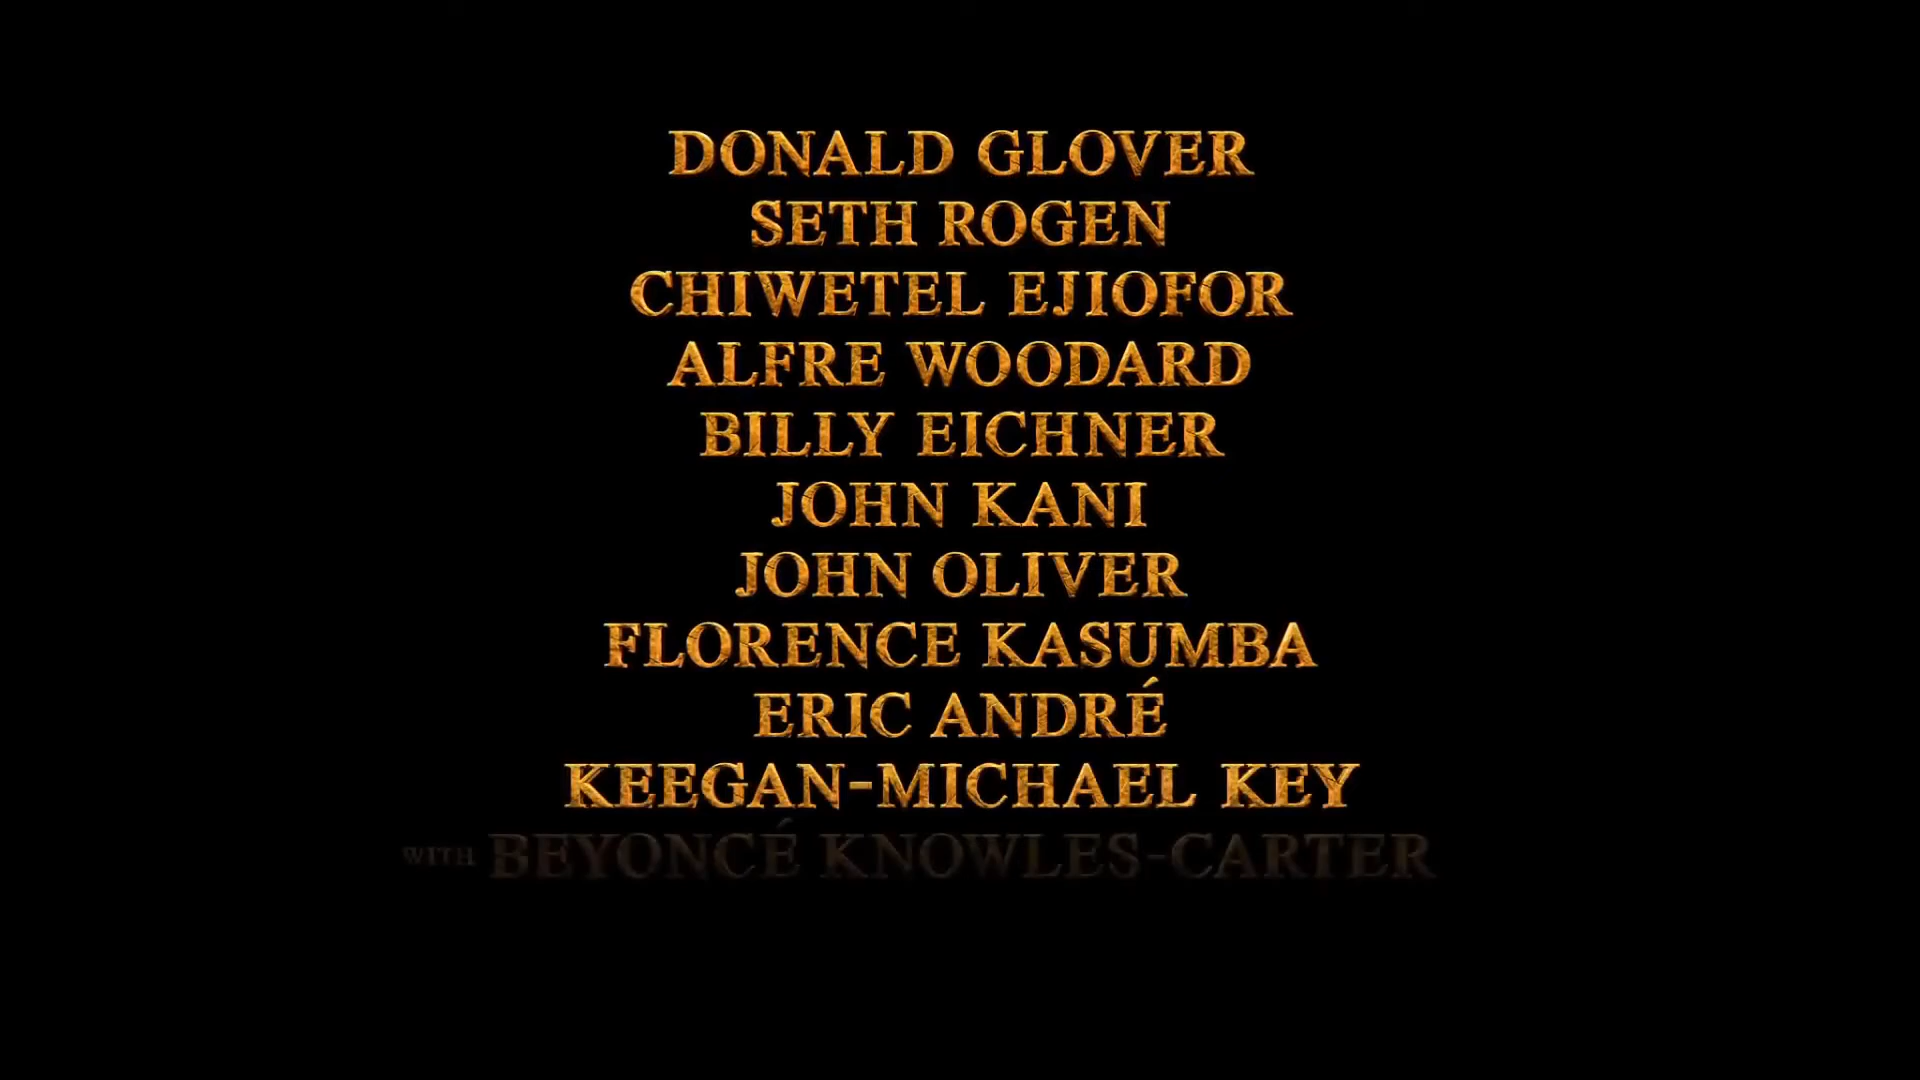 DONALD GLOVER
SETH ROGEN
CHIWETEL EJIOFOR
ALFRE WOODARD
BILLY EICHNER
JOHN KANI
JOHN OLIVER
FLORENCE KASUMBA
ERIC ANDRÉ
KEEGAN-MICHAEL KEY
WITH BEYONCÉ KNOWLES-CARTER